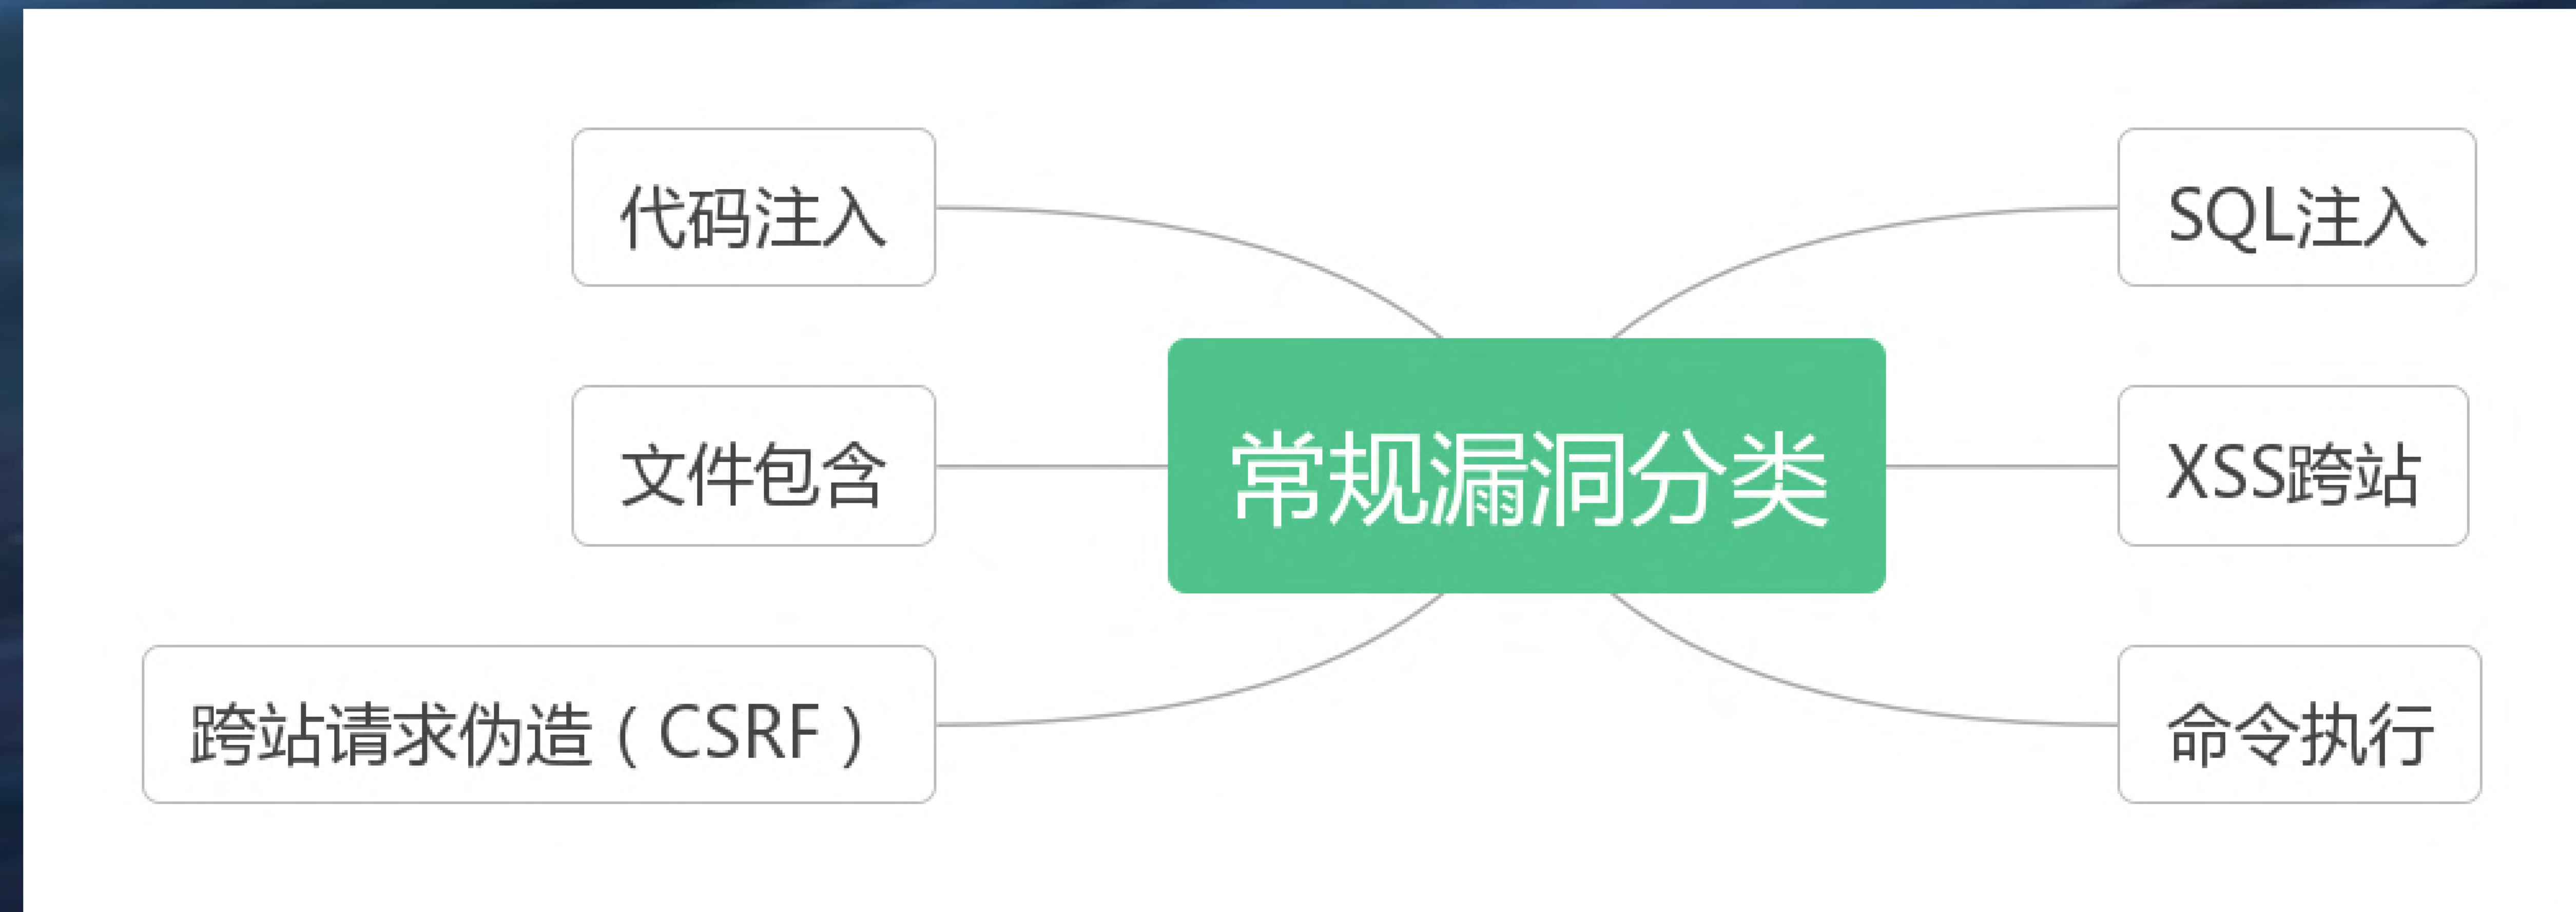 代码注入
SQL注入
文件包含
常规漏洞分类
XSS跨站
跨站请求伪造（CSRF）
命令执行